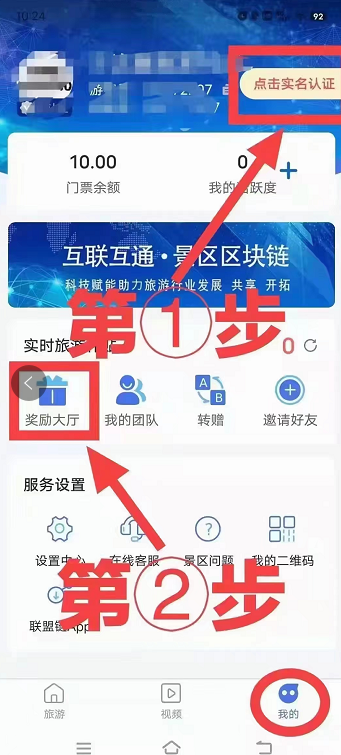 10:24
92
点击实名认证
10.00
门票余额
0
我的活跃度
互联互通·景区区块链
科技赋能助力旅游行业发展 共享 开拓
第①步
实时旅游
0
奖励大厅
我的团队
转赠
邀请好友
服务设置
设置中心
在线客服
景区问题
我的二维码
第②步
联盟链App
旅游
视频
我的